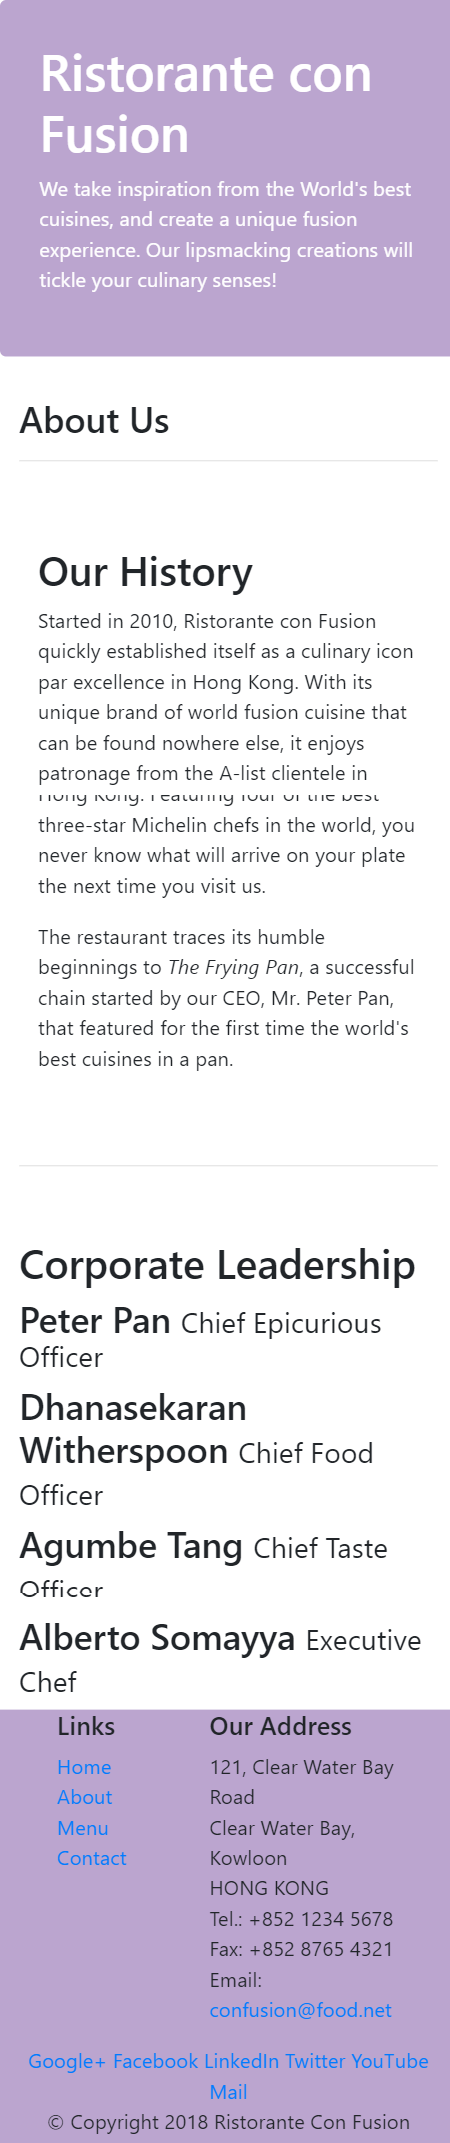 Ristorante con
Fusion
We take inspiration from the World's best
cuisines, and create a unique fusion
experience. Our lipsmacking creations will
tickle your culinary senses!
About Us
Our History
Started in 2010, Ristorante con Fusion
quickly established itself as a culinary icon
par excellence in Hong Kong. With its
unique brand of world fusion cuisine that
can be found nowhere else, it enjoys
patronage from the A-list clientele in
Hong Kong. Featuring four of the best
three-star Michelin chefs in the world, you
never know what will arrive on your plate
the next time you visit us.
The restaurant traces its humble
beginnings to The Frying Pan, a successful
chain started by our CEO, Mr. Peter Pan,
that featured for the first time the world's
best cuisines in a pan.
Corporate Leadership
Peter Pan Chief Epicurious
Officer
Dhanasekaran
Witherspoon Chief Food
Officer
Agumbe Tang Chief Taste
Officer
Alberto Somayya Executive
Chef
Links
Home
About
Menu
Contact
Our Address
121, Clear Water Bay
Road
Clear Water Bay,
Kowloon
HONG KONG
Tel.: +852 1234 5678
Fax: +852 8765 4321
Email:
confusion@food.net
Google+ Facebook LinkedIn Twitter YouTube
Mail
© Copyright 2018 Ristorante Con Fusion